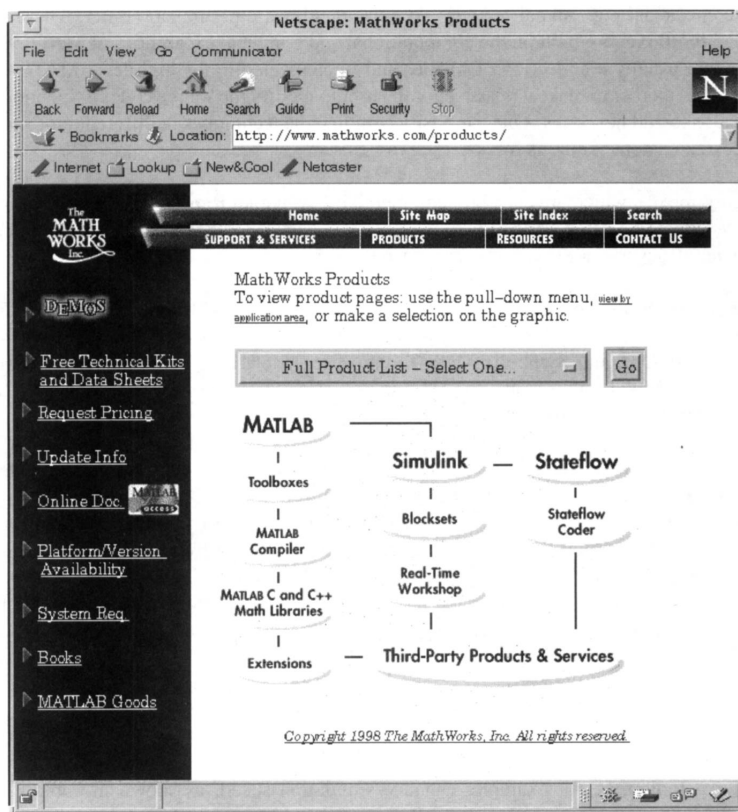 Netscape: MathWorks Products
File Edit View Go Communicator Help
Back Forward Reload Home Search Guide Print Security Stop
N
Bookmarks Location: http://www.mathworks.com/products/
Internet Lookup New&Cool Netcaster
The
MATH
WORKS
Inc.
Home Site Map Site Index Search
SUPPORT & SERVICES PRODUCTS RESOURCES CONTACT US
DEMOS
Free Technical Kits
and Data Sheets
Request Pricing
Update Info
Online Doc. MATLAB access
Platform/Version
Availability
System Req.
Books
MATLAB Goods
MathWorks Products
To view product pages: use the pull-down menu, view by
application area, or make a selection on the graphic.
Full Product List – Select One... Go
MATLAB
Toolboxes
MATLAB
Compiler
MATLAB C and C++
Math Libraries
Extensions
Simulink
Blocksets
Real-Time
Workshop
Stateflow
Stateflow
Coder
Third-Party Products & Services
Copyright 1998 The MathWorks, Inc. All rights reserved.